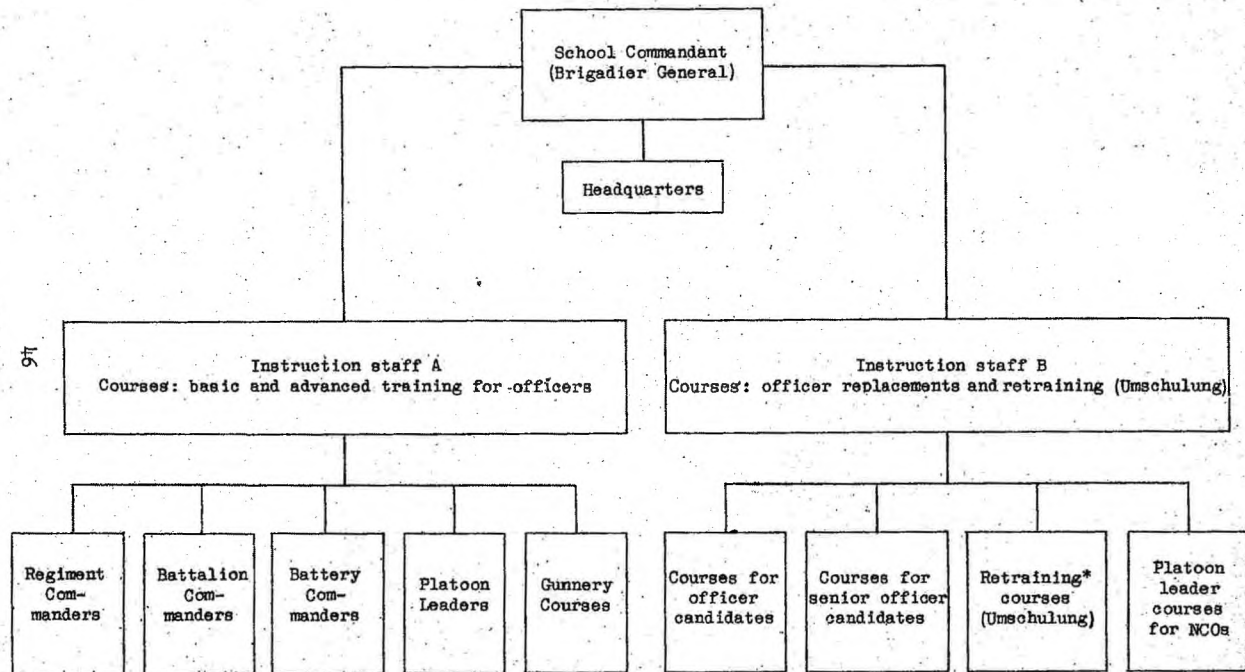 School Commandant
(Brigadier General)
Headquarters
46
Instruction staff A
Courses: basic and advanced training for officers
Instruction staff B
Courses: officer replacements and retraining (Umschulung)
Regiment
Com-
manders
Battalion
Com-
manders
Battery
Com-
manders
Platoon
Leaders
Gunnery
Courses
Courses for
officer
candidates
Courses for
senior officer
candidates
Retraining*
courses
(Umschulung)
Platoon
leader
courses
for NCOs